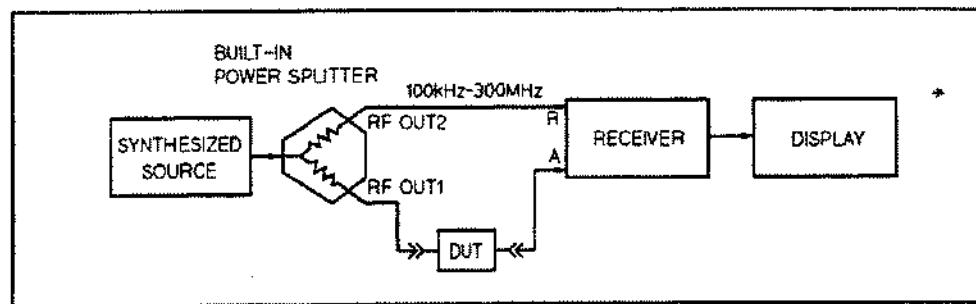 BUILT-IN
POWER SPLITTER
100kHz-300MHz
RF OUT2
R
SYNTHESIZED
SOURCE
RECEIVER
DISPLAY
A
RF OUT1
DUT